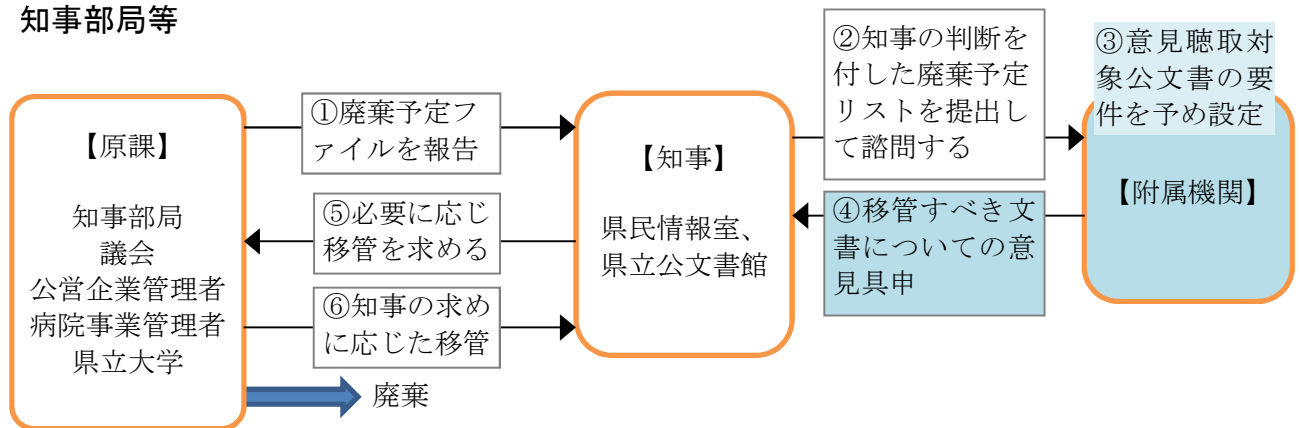 知事部局等
【原課】
知事部局
議会
公営企業管理者
病院事業管理者
県立大学
①廃棄予定フ
ァイルを報告
⑤必要に応じ
移管を求める
⑥知事の求め
に応じた移管
廃棄
【知事】
県民情報室、
県立公文書館
②知事の判断を
付した廃棄予定
リストを提出し
て諮問する
④移管すべき文
書についての意
見具申
③意見聴取対
象公文書の要
件を予め設定
【附属機関】